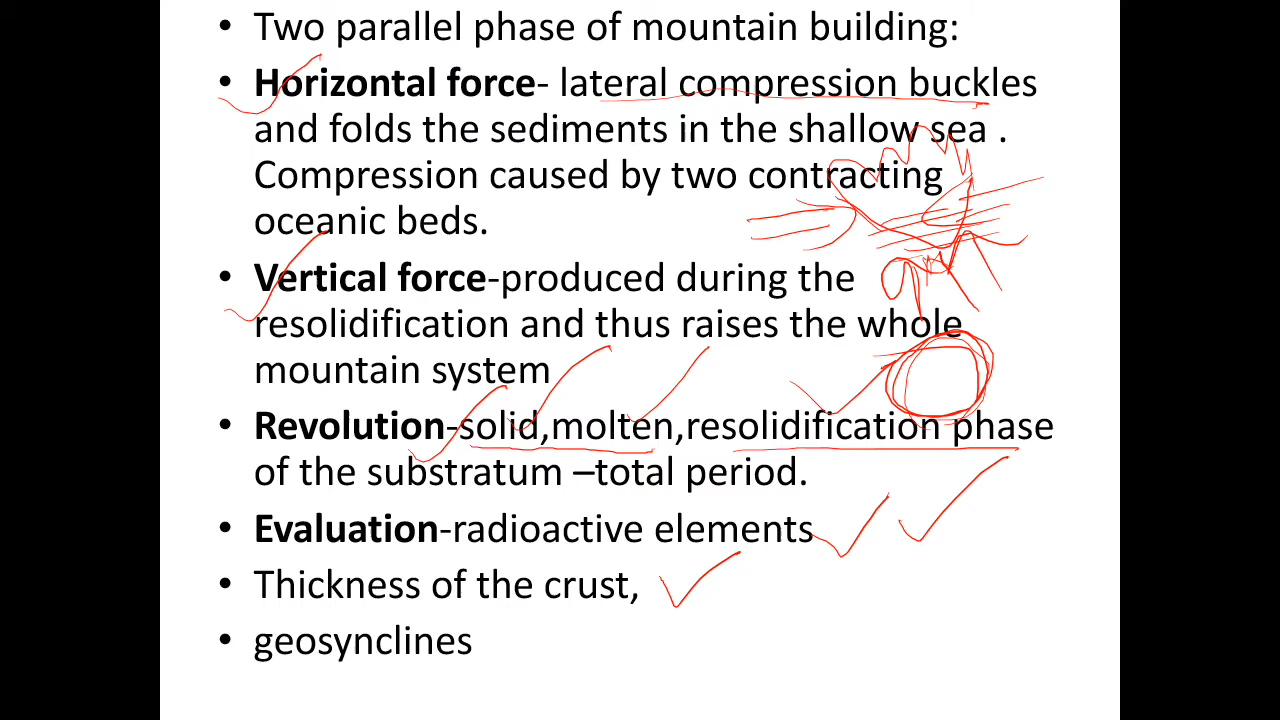 • Two parallel phase of mountain building:
• Horizontal force- lateral compression buckles
and folds the sediments in the shallow sea .
Compression caused by two contracting
oceanic beds.
• Vertical force-produced during the
resolidification and thus raises the whole
mountain system
• Revolution-solid,molten,resolidification phase
of the substratum –total period.
• Evaluation-radioactive elements
• Thickness of the crust,
• geosynclines